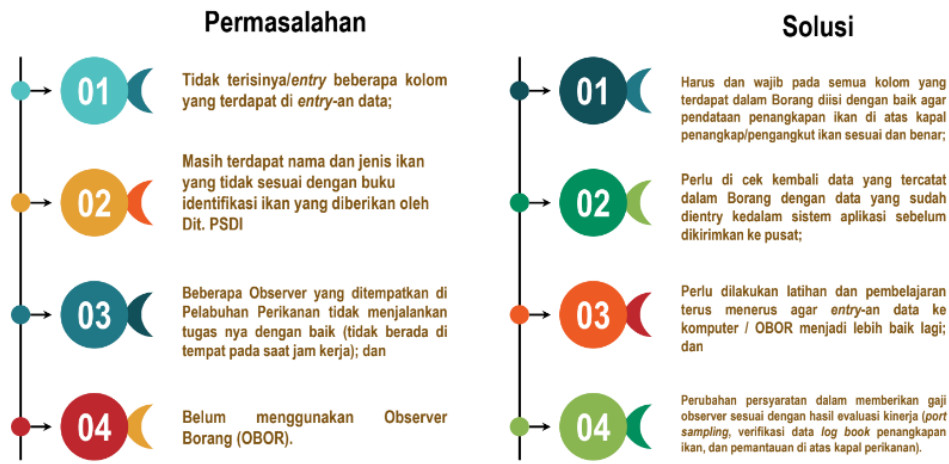 Permasalahan
01
Tidak terisinya/entry beberapa kolom
yang terdapat di entry-an data;
02
Masih terdapat nama dan jenis ikan
yang tidak sesuai dengan buku
identifikasi ikan yang diberikan oleh
Dit. PSDI
03
Beberapa Observer yang ditempatkan di
Pelabuhan Perikanan tidak menjalankan
tugas nya dengan baik (tidak berada di
tempat pada saat jam kerja); dan
04
Belum menggunakan Observer
Borang (OBOR).
Solusi
01
Harus dan wajib pada semua kolom yang
terdapat dalam Borang diisi dengan baik agar
pendataan penangkapan ikan di atas kapal
penangkap/pengangkut ikan sesuai dan benar;
02
Perlu di cek kembali data yang tercatat
dalam Borang dengan data yang sudah
dientry kedalam sistem aplikasi sebelum
dikirimkan ke pusat;
03
Perlu dilakukan latihan dan pembelajaran
terus menerus agar entry-an data ke
komputer / OBOR menjadi lebih baik lagi;
dan
04
Perubahan persyaratan dalam memberikan gaji
observer sesuai dengan hasil evaluasi kinerja (port
sampling, verifikasi data log book penangkapan
ikan, dan pemantauan di atas kapal perikanan).